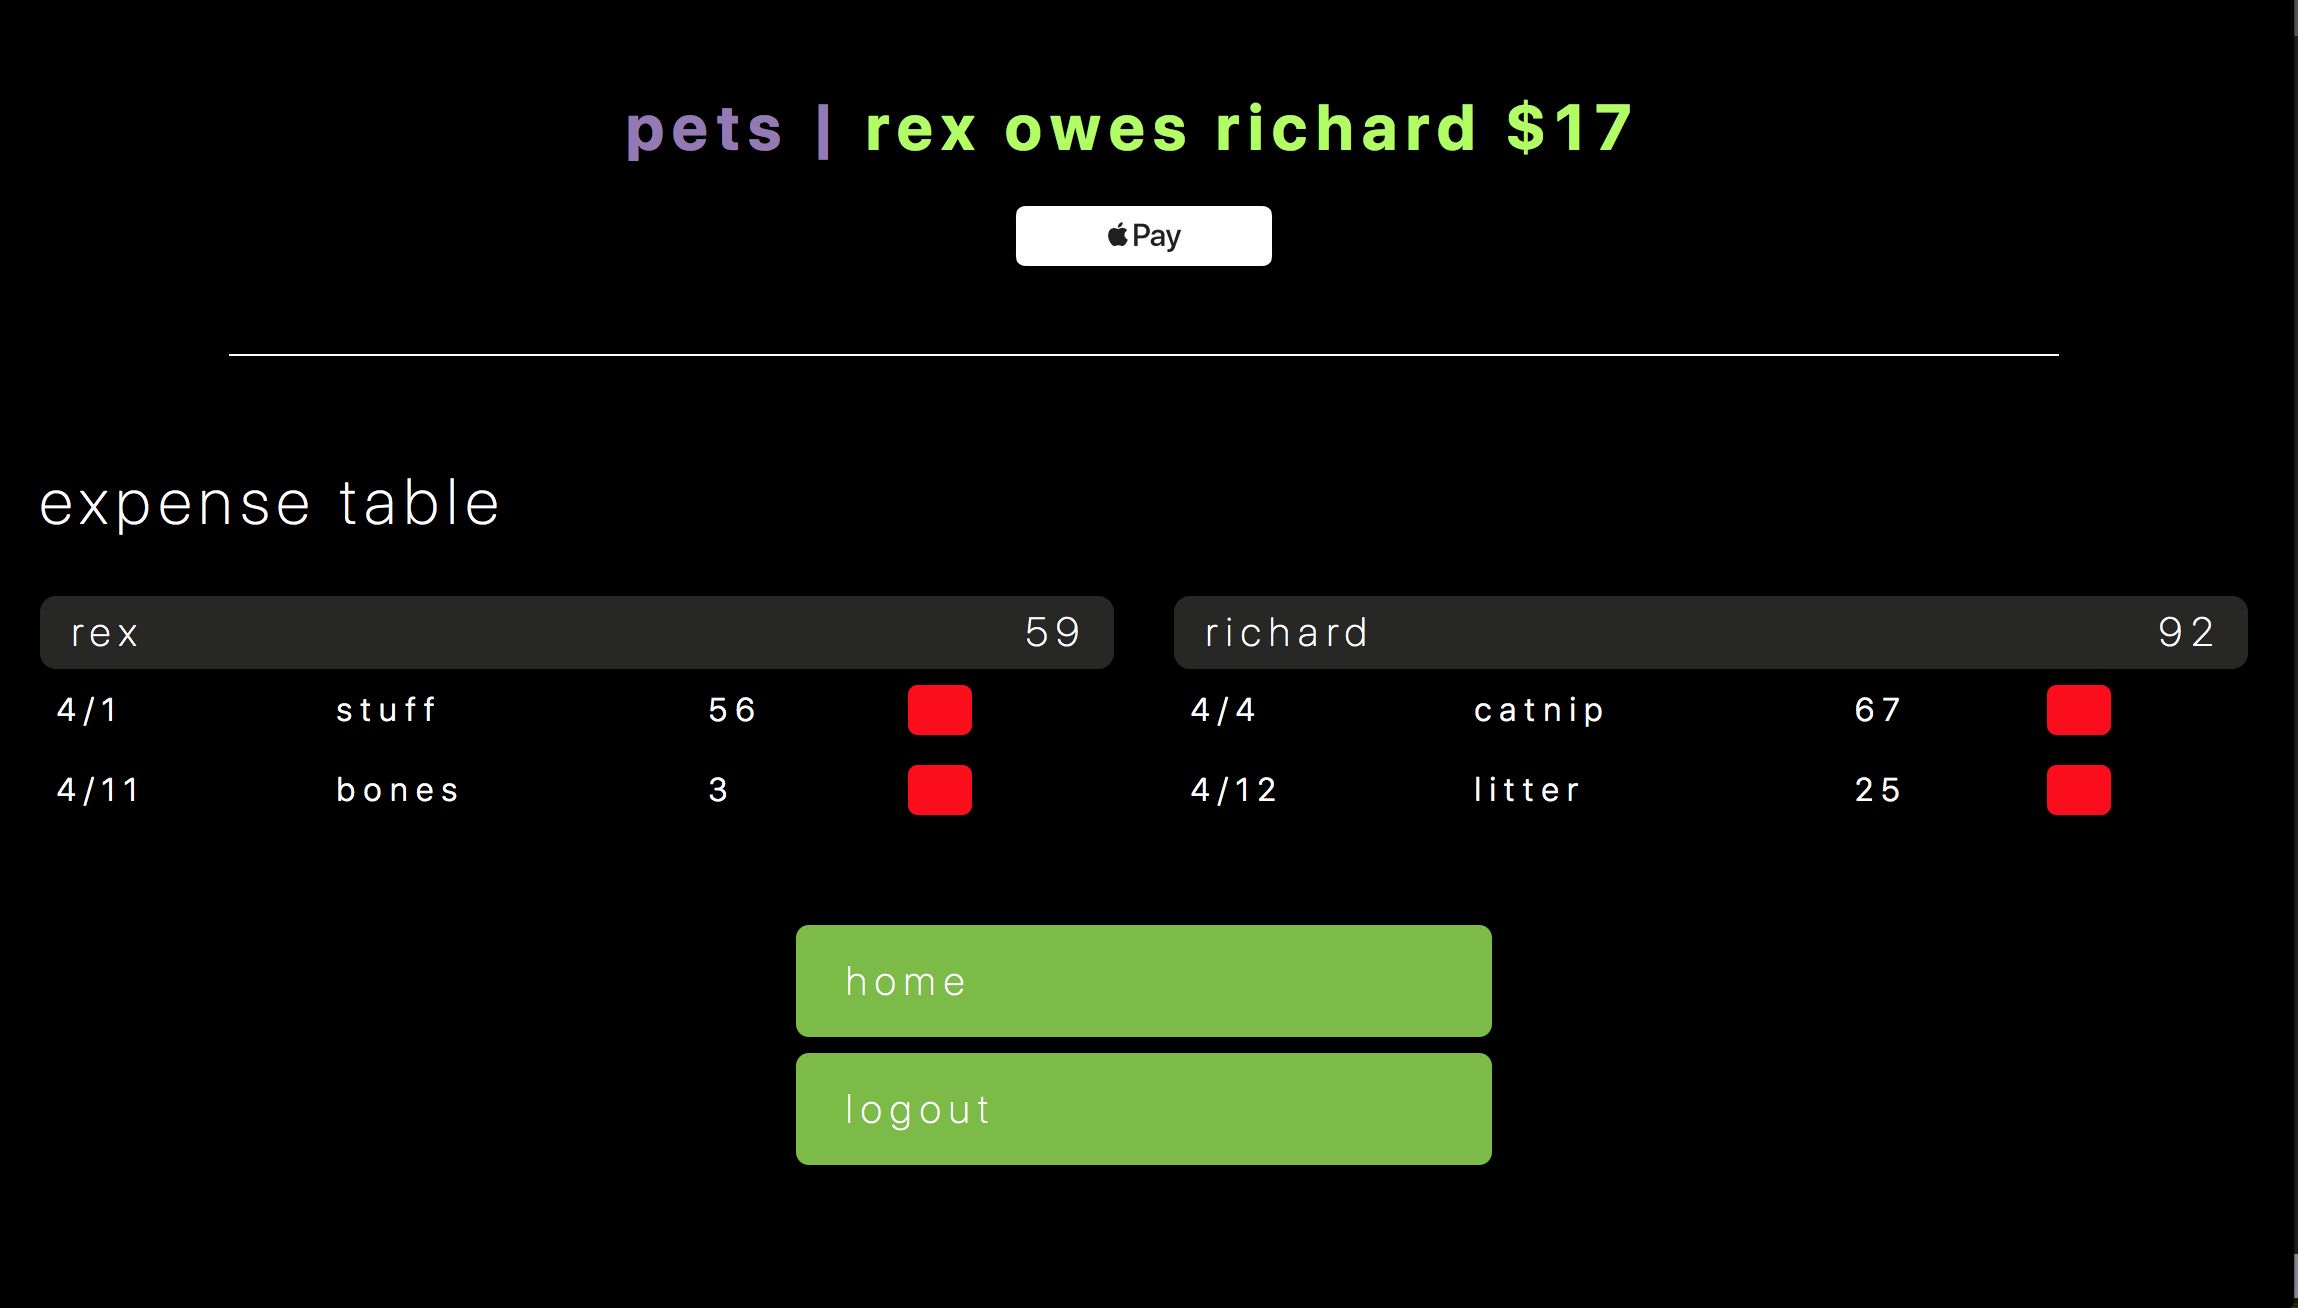 pets | rex owes richard $17
Pay
expense table
rex 59
4/1 stuff 56
4/11 bones 3
richard 92
4/4 catnip 67
4/12 litter 25
home
logout